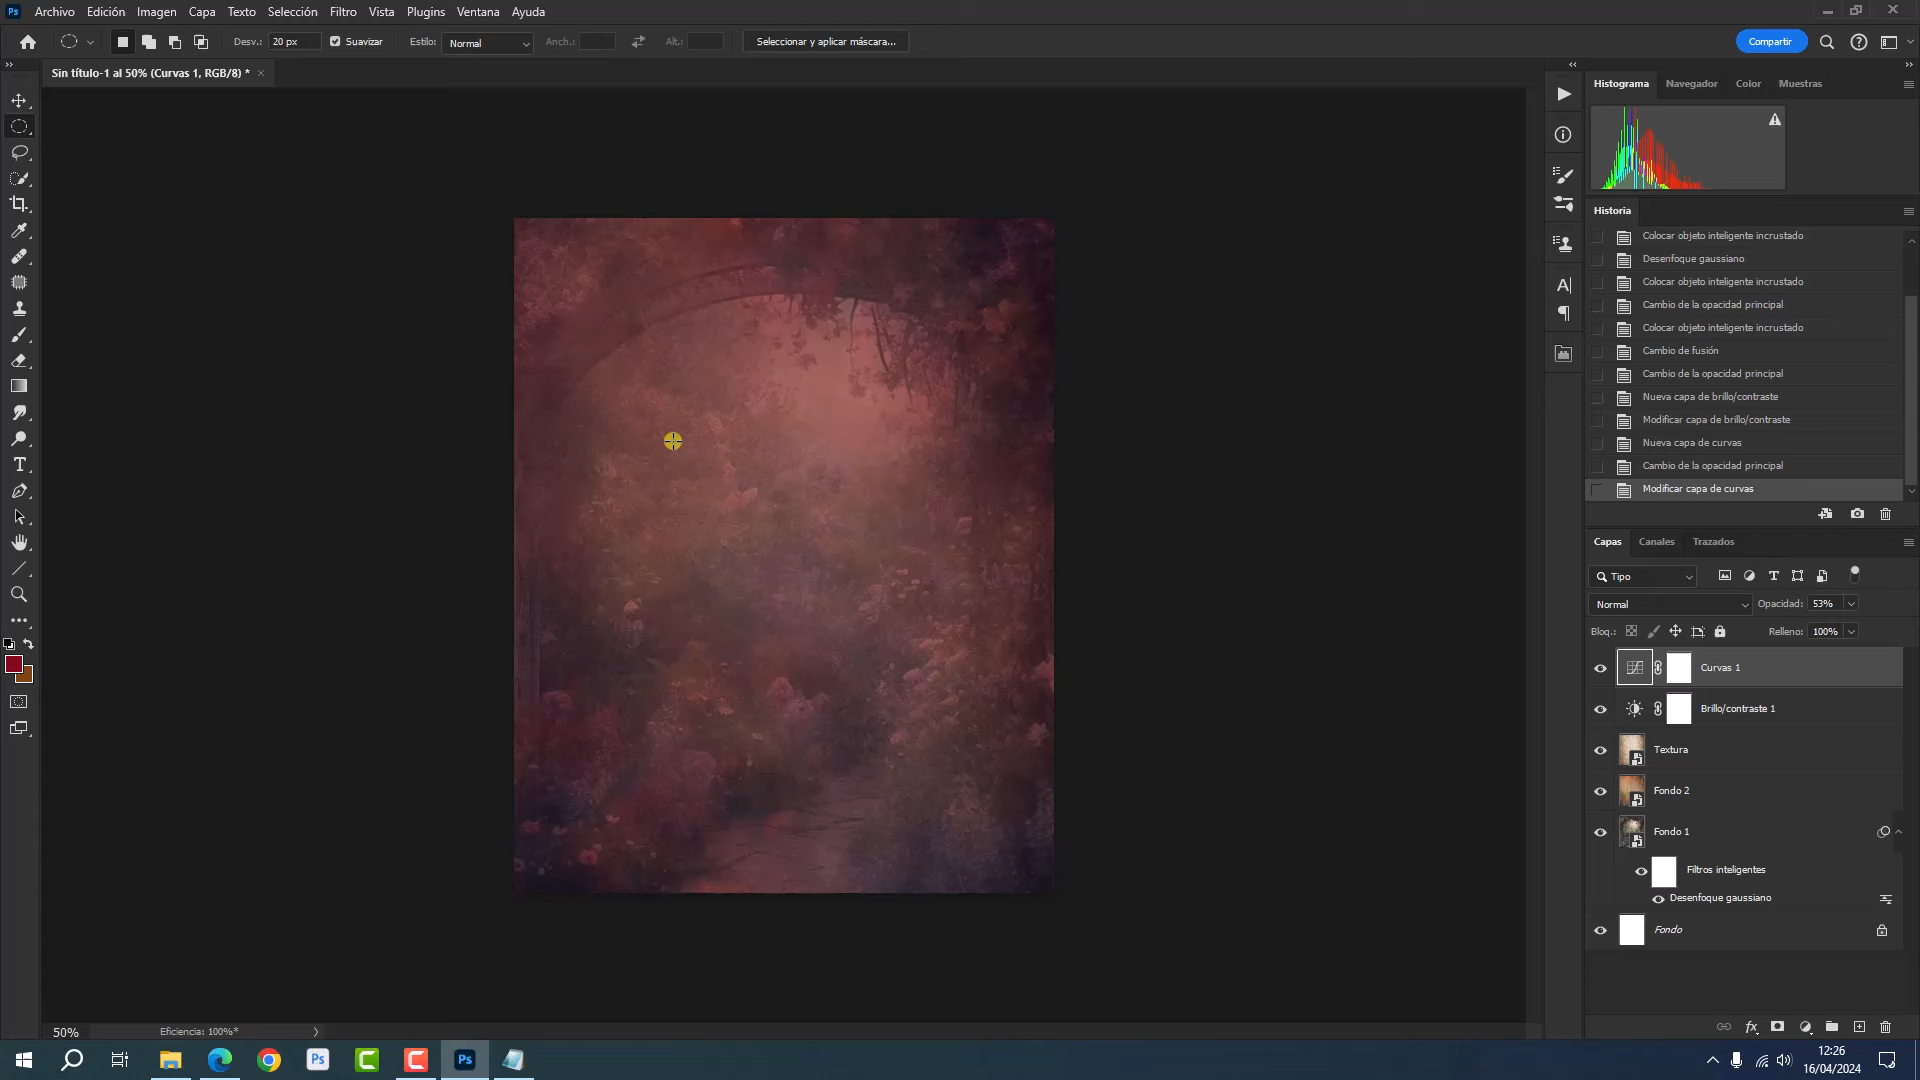 Archivo Edición Imagen Capa Texto Selección Filtro Vista Plugins Ventana Ayuda
Desv.: 20 px Suavizar Estilo: Normal Anch.: Alt.: Seleccionar y aplicar máscara... Compartir
Sin título-1 al 50% (Curvas 1, RGB/8) *
Histograma Navegador Color Muestras
Historia
Colocar objeto inteligente incrustado
Desenfoque gaussiano
Colocar objeto inteligente incrustado
Cambio de la opacidad principal
Colocar objeto inteligente incrustado
Cambio de fusión
Cambio de la opacidad principal
Nueva capa de brillo/contraste
Modificar capa de brillo/contraste
Nueva capa de curvas
Cambio de la opacidad principal
Modificar capa de curvas
Capas Canales Trazados
Tipo
Normal Opacidad: 53%
Bloq.: Relleno: 100%
Curvas 1
Brillo/contraste 1
Textura
Fondo 2
Fondo 1
Filtros inteligentes
Desenfoque gaussiano
Fondo
50% Eficiencia: 100%*
12:26
16/04/2024